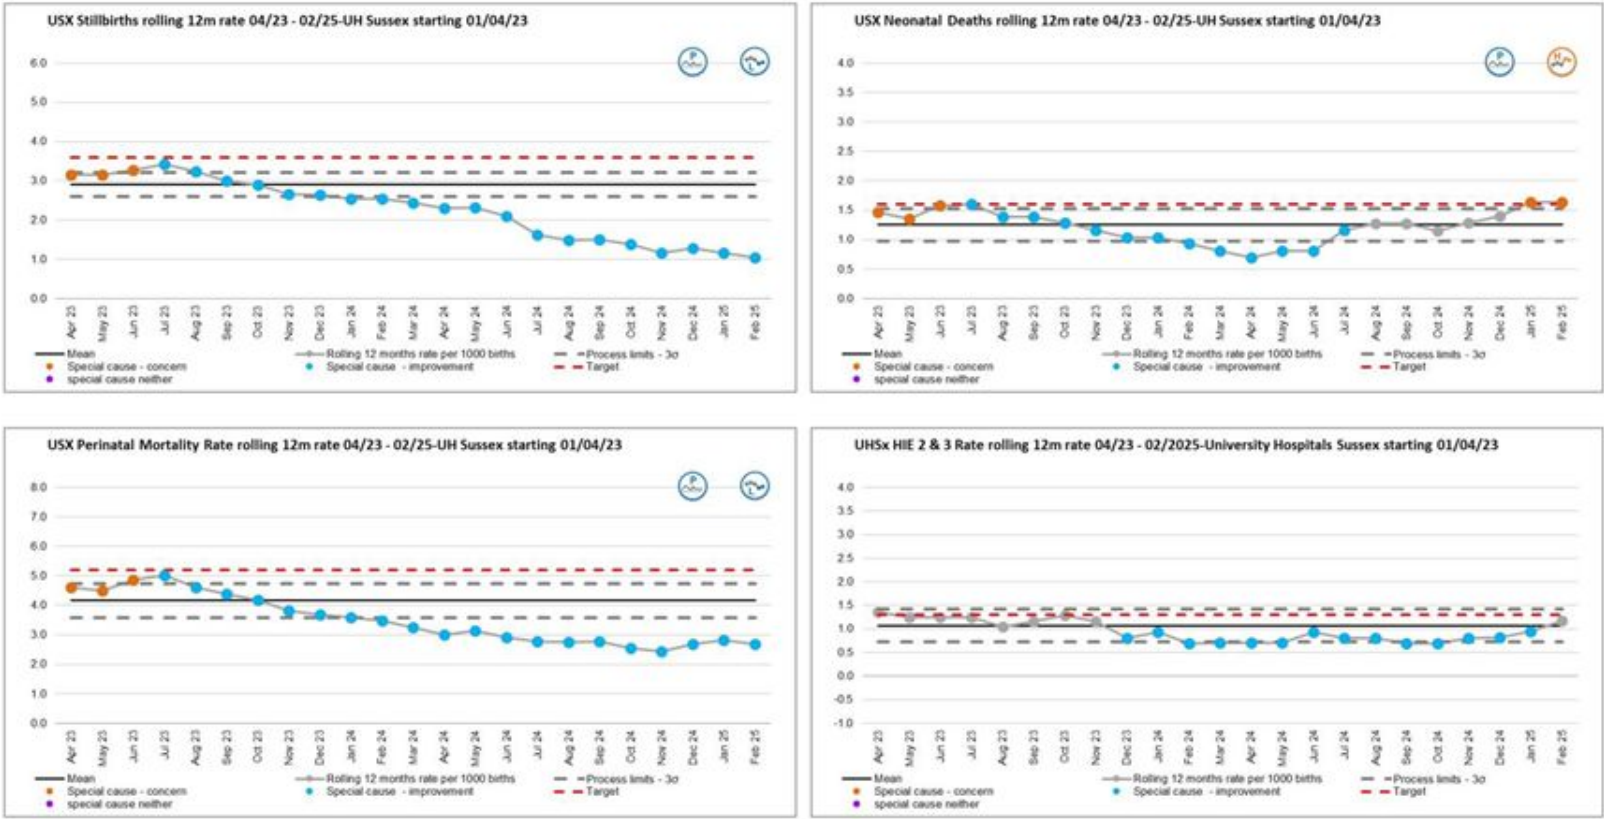 USX Stillbirths rolling 12m rate 04/23 - 02/25-UH Sussex starting 01/04/23
P
L
6.0
5.0
4.0
3.0
2.0
1.0
0.0
Apr 23 May 23 Jun 23 Jul 23 Aug 23 Sep 23 Oct 23 Nov 23 Dec 23 Jan 24 Feb 24 Mar 24 Apr 24 May 24 Jun 24 Jul 24 Aug 24 Sep 24 Oct 24 Nov 24 Dec 24 Jan 25 Feb 25
Mean Rolling 12 months rate per 1000 births Process limits - 3σ
Special cause - concern Special cause - improvement Target
special cause neither
USX Neonatal Deaths rolling 12m rate 04/23 - 02/25-UH Sussex starting 01/04/23
P
H
4.0
3.5
3.0
2.5
2.0
1.5
1.0
0.5
0.0
Apr 23 May 23 Jun 23 Jul 23 Aug 23 Sep 23 Oct 23 Nov 23 Dec 23 Jan 24 Feb 24 Mar 24 Apr 24 May 24 Jun 24 Jul 24 Aug 24 Sep 24 Oct 24 Nov 24 Dec 24 Jan 25 Feb 25
Mean Rolling 12 months rate per 1000 births Process limits - 3σ
Special cause - concern Special cause - improvement Target
special cause neither
USX Perinatal Mortality Rate rolling 12m rate 04/23 - 02/25-UH Sussex starting 01/04/23
P
L
8.0
7.0
6.0
5.0
4.0
3.0
2.0
1.0
0.0
Apr 23 May 23 Jun 23 Jul 23 Aug 23 Sep 23 Oct 23 Nov 23 Dec 23 Jan 24 Feb 24 Mar 24 Apr 24 May 24 Jun 24 Jul 24 Aug 24 Sep 24 Oct 24 Nov 24 Dec 24 Jan 25 Feb 25
Mean Rolling 12 months rate per 1000 births Process limits - 3σ
Special cause - concern Special cause - improvement Target
special cause neither
UHSx HIE 2 & 3 Rate rolling 12m rate 04/23 - 02/2025-University Hospitals Sussex starting 01/04/23
4.0
3.5
3.0
2.5
2.0
1.5
1.0
0.5
0.0
-0.5
-1.0
Apr 23 May 23 Jun 23 Jul 23 Aug 23 Sep 23 Oct 23 Nov 23 Dec 23 Jan 24 Feb 24 Mar 24 Apr 24 May 24 Jun 24 Jul 24 Aug 24 Sep 24 Oct 24 Nov 24 Dec 24 Jan 25 Feb 25
Mean Rolling 12 months rate per 1000 births Process limits - 3σ
Special cause - concern Special cause - improvement Target
special cause neither